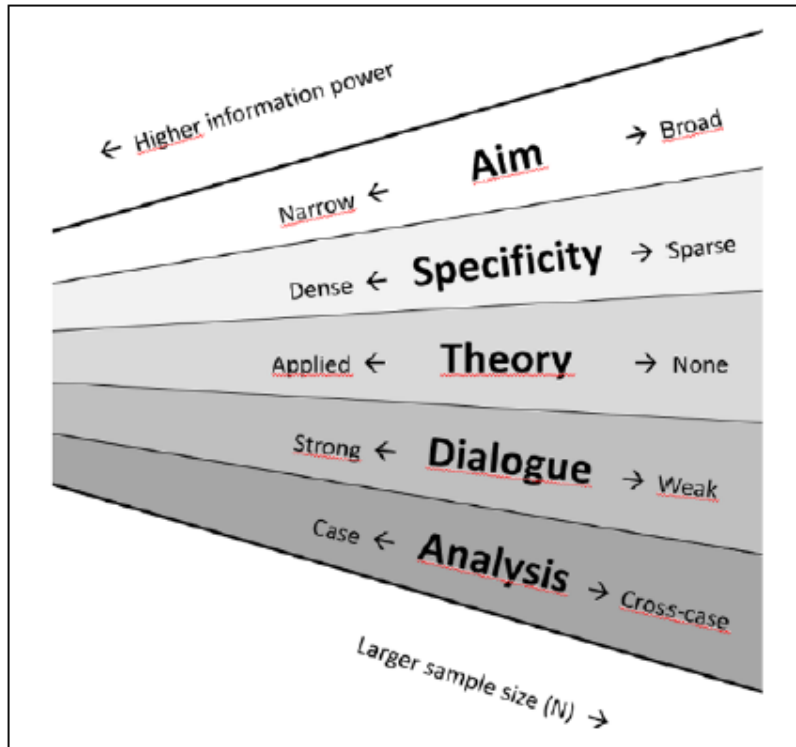 ← Higher information power
Narrow ← Aim → Broad
Dense ← Specificity → Sparse
Applied ← Theory → None
Strong ← Dialogue → Weak
Case ← Analysis → Cross-case
Larger sample size (N) →